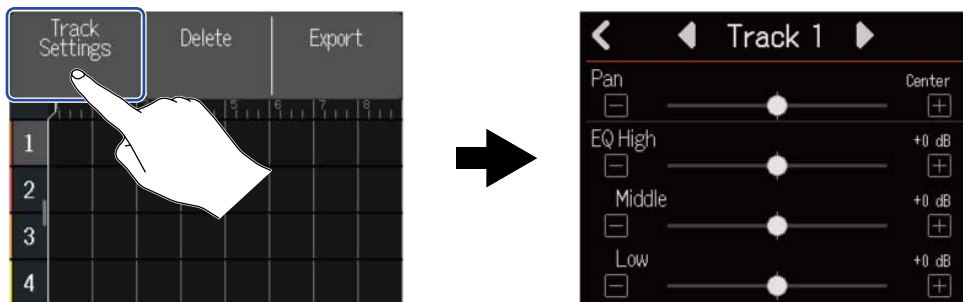 Track
Settings
Delete
Export
5 6 7 8
1
2
3
4
Track 1
Pan
Center
EQ High
+0 dB
Middle
+0 dB
Low
+0 dB